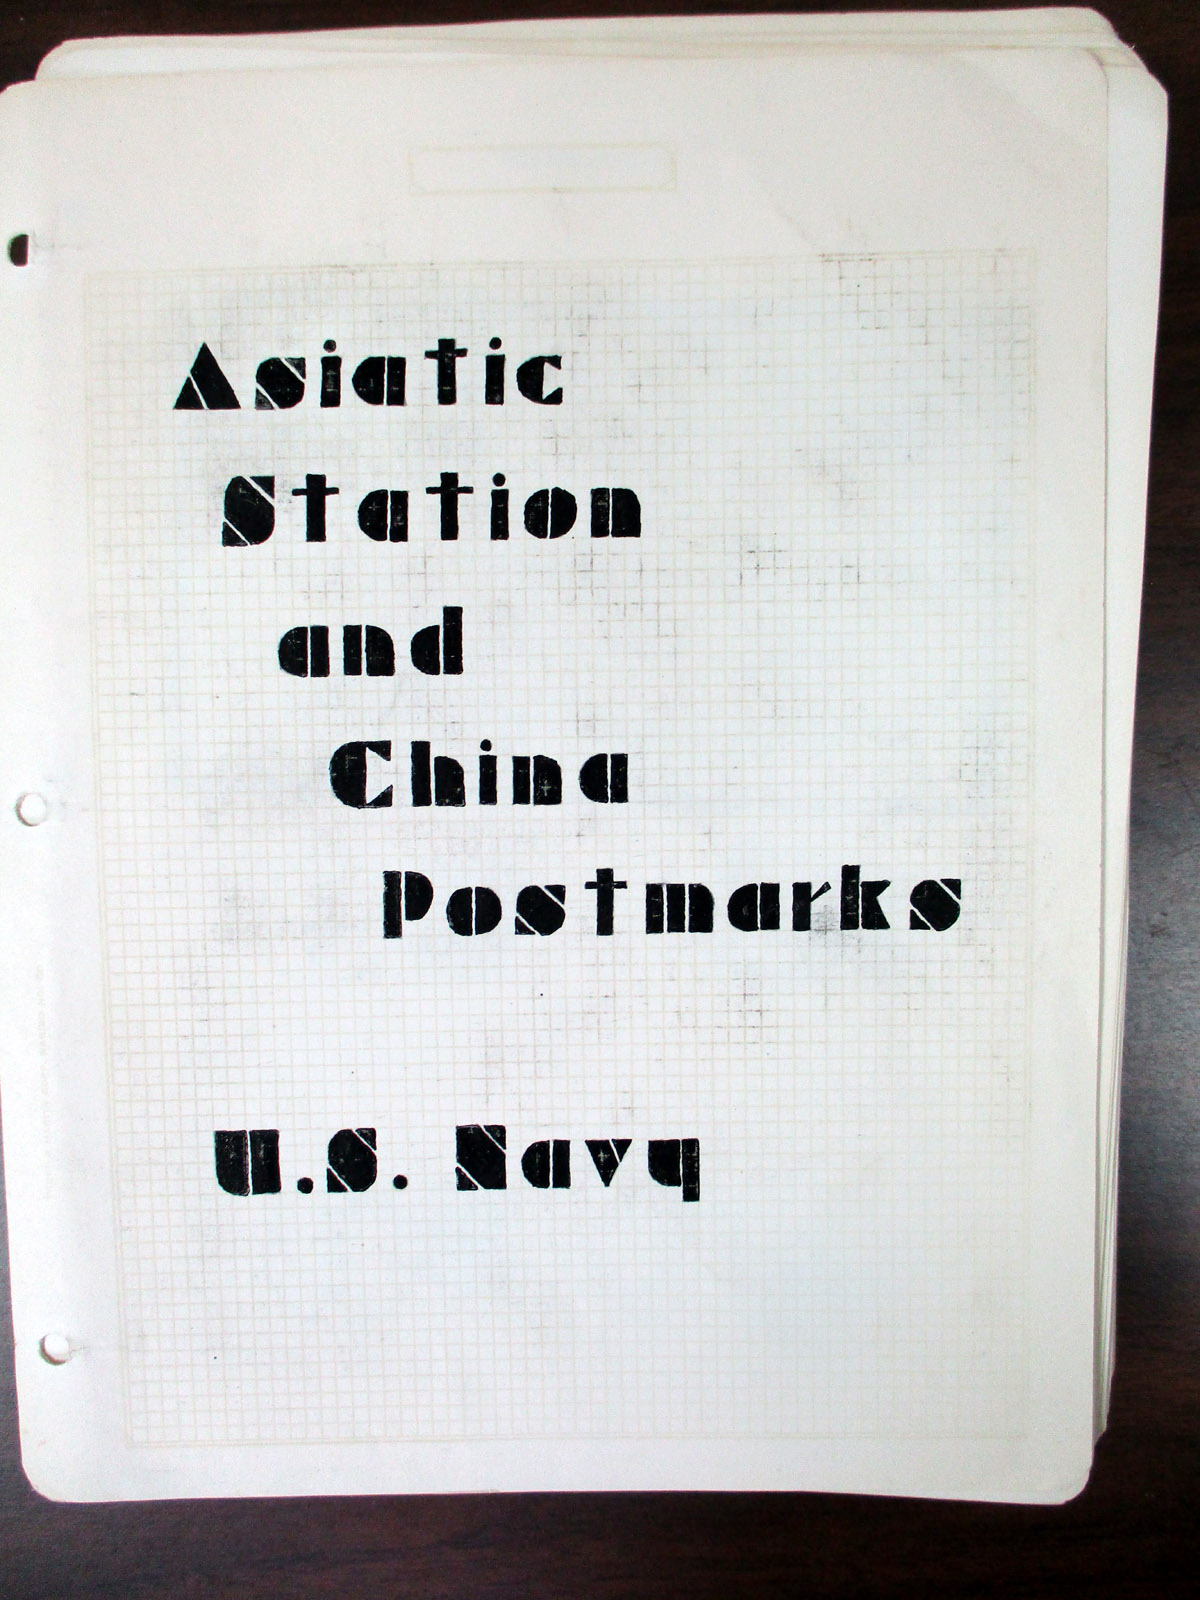 Asiatic
Station
and
China
Postmarks
U.S. Navy